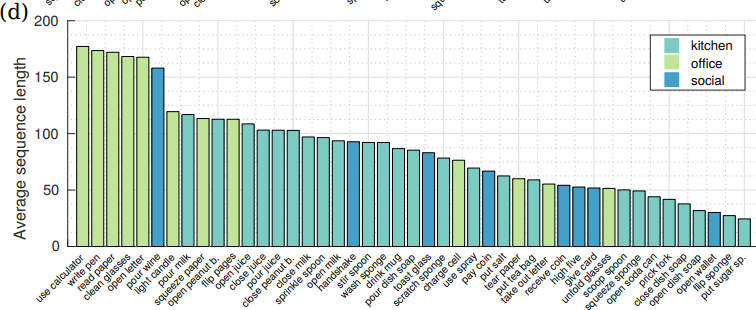 (d)
200
150
100
50
0
Average sequence length
kitchen
office
social
use calculator
write pen
read paper
clean glasses
open letter
pour wine
light candle
pour milk
squeeze paper
open peanut b.
flip pages
open juice
close juice
pour juice
close peanut b.
close milk
sprinkle spoon
open milk
handshake
stir spoon
wash sponge
drink mug
pour dish soap
toast glass
scratch sponge
charge cell
use spray
pay coin
put salt
tear paper
put tea bag
take out letter
receive coin
high five
give card
unfold glasses
scoop spoon
squeeze sponge
open soda can
prick fork
close dish soap
open dish soap
open wallet
flip sponge
put sugar sp.